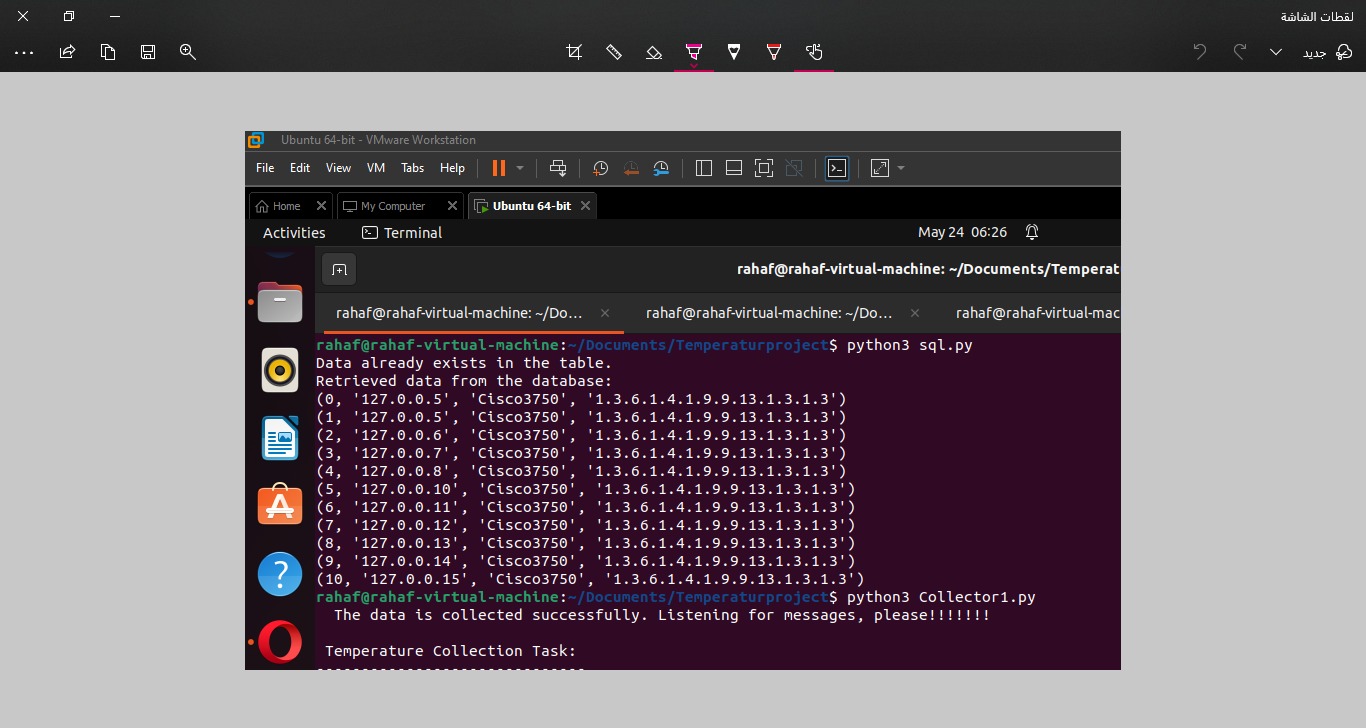 لقطات الشاشة
جديد
Ubuntu 64-bit - VMware Workstation
File Edit View VM Tabs Help
Home My Computer Ubuntu 64-bit
Activities Terminal May 24 06:26
rahaf@rahaf-virtual-machine: ~/Documents/Temperat
rahaf@rahaf-virtual-machine: ~/Do... rahaf@rahaf-virtual-machine: ~/Do... rahaf@rahaf-virtual-mac
rahaf@rahaf-virtual-machine:~/Documents/Temperaturproject$ python3 sql.py
Data already exists in the table.
Retrieved data from the database:
(0, '127.0.0.5', 'Cisco3750', '1.3.6.1.4.1.9.9.13.1.3.1.3')
(1, '127.0.0.5', 'Cisco3750', '1.3.6.1.4.1.9.9.13.1.3.1.3')
(2, '127.0.0.6', 'Cisco3750', '1.3.6.1.4.1.9.9.13.1.3.1.3')
(3, '127.0.0.7', 'Cisco3750', '1.3.6.1.4.1.9.9.13.1.3.1.3')
(4, '127.0.0.8', 'Cisco3750', '1.3.6.1.4.1.9.9.13.1.3.1.3')
(5, '127.0.0.10', 'Cisco3750', '1.3.6.1.4.1.9.9.13.1.3.1.3')
(6, '127.0.0.11', 'Cisco3750', '1.3.6.1.4.1.9.9.13.1.3.1.3')
(7, '127.0.0.12', 'Cisco3750', '1.3.6.1.4.1.9.9.13.1.3.1.3')
(8, '127.0.0.13', 'Cisco3750', '1.3.6.1.4.1.9.9.13.1.3.1.3')
(9, '127.0.0.14', 'Cisco3750', '1.3.6.1.4.1.9.9.13.1.3.1.3')
(10, '127.0.0.15', 'Cisco3750', '1.3.6.1.4.1.9.9.13.1.3.1.3')
rahaf@rahaf-virtual-machine:~/Documents/Temperaturproject$ python3 Collector1.py
The data is collected successfully. Listening for messages, please!!!!!!!
Temperature Collection Task: